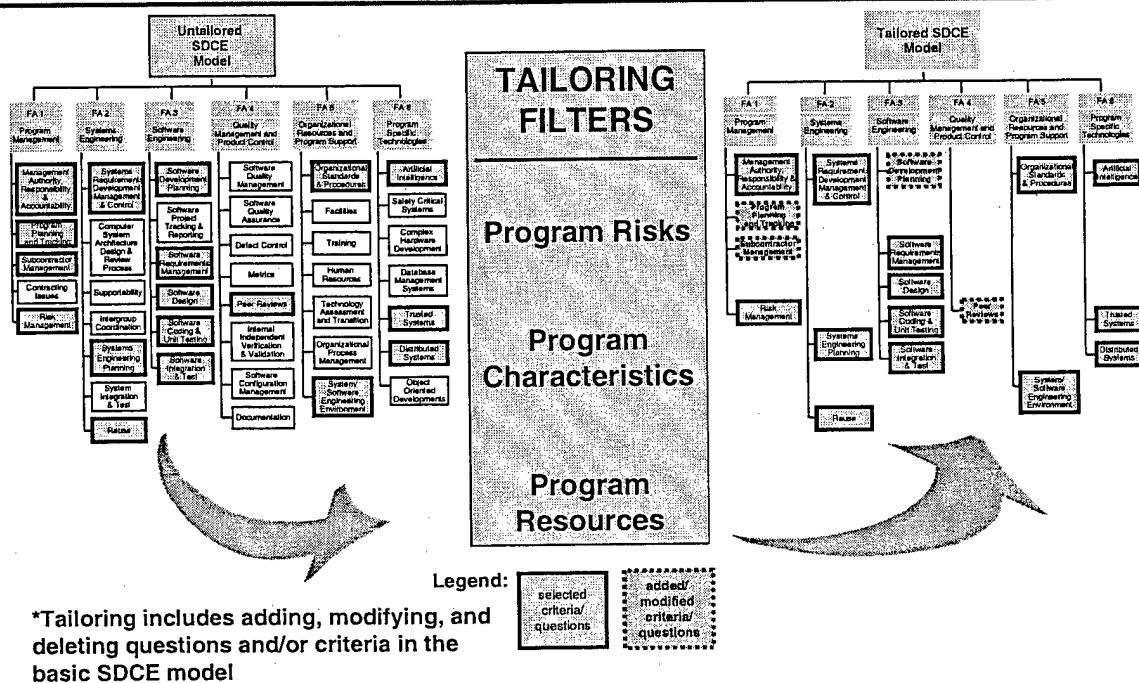 Untailored
SDCE
Model
FA 1
Program
Management
Management
Authority, Responsibility
&
Accountability
Program
Planning
and Tracking
Subcontractor
Management
Contracting
Issues
Risk
Management
FA 2
Systems
Engineering
Systems
Requirements
Development
Management
& Control
Computer
System
Architecture
Design &
Review
Process
Supportability
Intergroup
Coordination
Systems
Engineering
Planning
System
Integration
& Test
Reuse
FA 3
Software
Engineering
Software
Development
Planning
Software
Project
Tracking &
Reporting
Software
Requirements
Management
Software
Design
Software
Coding &
Unit Testing
Software
Integration
& Test
FA 4
Quality
Management and
Product Control
Software
Quality
Management
Software
Quality
Assurance
Defect Control
Metrics
Peer Reviews
Internal
Independent
Verification
& Validation
Software
Configuration
Management
Documentation
FA 5
Organizational
Resources and
Program Support
Organizational
Standards
& Procedures
Facilities
Training
Human
Resources
Technology
Assessment
and Transition
Organizational
Process
Management
System/
Software
Engineering
Environment
FA 6
Program
Specific
Technologies
Artificial
Intelligence
Safety Critical
Systems
Complex
Hardware
Development
Database
Management
Systems
Trusted
Systems
Distributed
Systems
Object
Oriented
Developments
TAILORING
FILTERS
Program Risks
Program
Characteristics
Program
Resources
Tailored SDCE
Model
FA 1
Program
Management
Management
Authority,
Responsibility &
Accountability
Program
Planning
and Tracking
Subcontractor
Management
Risk
Management
FA 2
Systems
Engineering
Systems
Requirements
Development
Management
& Control
Systems
Engineering
Planning
Reuse
FA 3
Software
Engineering
Software
Development
Planning
Software
Requirements
Management
Software
Design
Software
Coding &
Unit Testing
Software
Integration
& Test
FA 4
Quality
Management and
Product Control
Peer
Reviews
FA 5
Organizational
Resources and
Program Support
Organizational
Standards
& Procedures
System/
Software
Engineering
Environment
FA 6
Program
Specific
Technologies
Artificial
Intelligence
Trusted
Systems
Distributed
Systems
Legend:
selected
criteria/
questions
added/
modified
criteria/
questions
*Tailoring includes adding, modifying, and
deleting questions and/or criteria in the
basic SDCE model